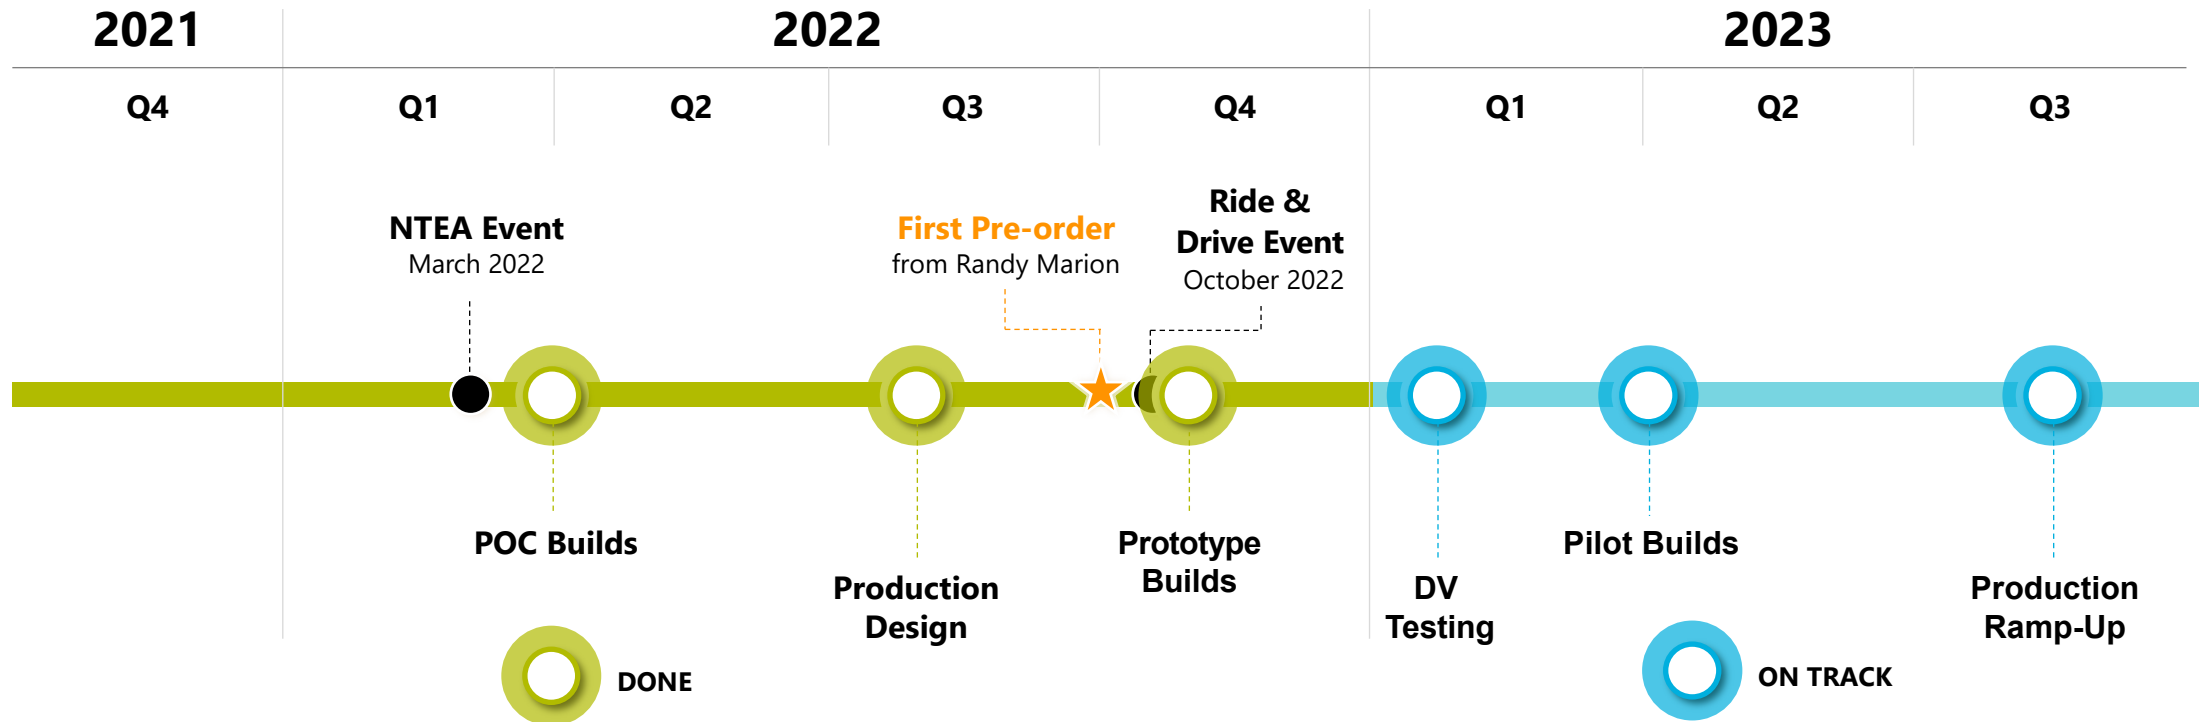 2021
2022
2023
Q4
Q1
Q2
Q3
Q4
Q1
Q2
Q3
NTEA Event
March 2022
First Pre-order
from Randy Marion
Ride &
Drive Event
October 2022
POC Builds
Production
Design
Prototype
Builds
DV
Testing
Pilot Builds
Production
Ramp-Up
DONE
ON TRACK